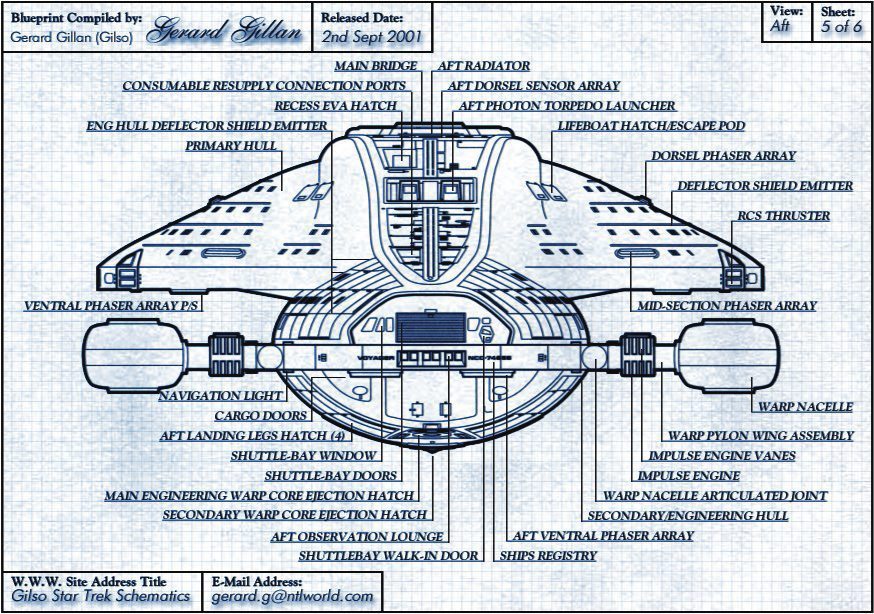 Blueprint Compiled by:
Gerard Gillan (Gilso)
Gerard Gillan
Released Date:
2nd Sept 2001
View:
Aft
Sheet:
5 of 6
MAIN BRIDGE
AFT RADIATOR
CONSUMABLE RESUPPLY CONNECTION PORTS
AFT DORSEL SENSOR ARRAY
RECESS EVA HATCH
AFT PHOTON TORPEDO LAUNCHER
ENG HULL DEFLECTOR SHIELD EMITTER
LIFEBOAT HATCH/ESCAPE POD
PRIMARY HULL
DORSEL PHASER ARRAY
DEFLECTOR SHIELD EMITTER
RCS THRUSTER
VENTRAL PHASER ARRAY P/S
MID-SECTION PHASER ARRAY
VOYAGER
NCC-74656
NAVIGATION LIGHT
WARP NACELLE
CARGO DOORS
AFT LANDING LEGS HATCH (4)
WARP PYLON WING ASSEMBLY
SHUTTLE-BAY WINDOW
IMPULSE ENGINE VANES
SHUTTLE-BAY DOORS
IMPULSE ENGINE
MAIN ENGINEERING WARP CORE EJECTION HATCH
WARP NACELLE ARTICULATED JOINT
SECONDARY WARP CORE EJECTION HATCH
SECONDARY/ENGINEERING HULL
AFT OBSERVATION LOUNGE
AFT VENTRAL PHASER ARRAY
SHUTTLEBAY WALK-IN DOOR
SHIPS REGISTRY
W.W.W. Site Address Title
Gilso Star Trek Schematics
E-Mail Address:
gerard.g@ntlworld.com